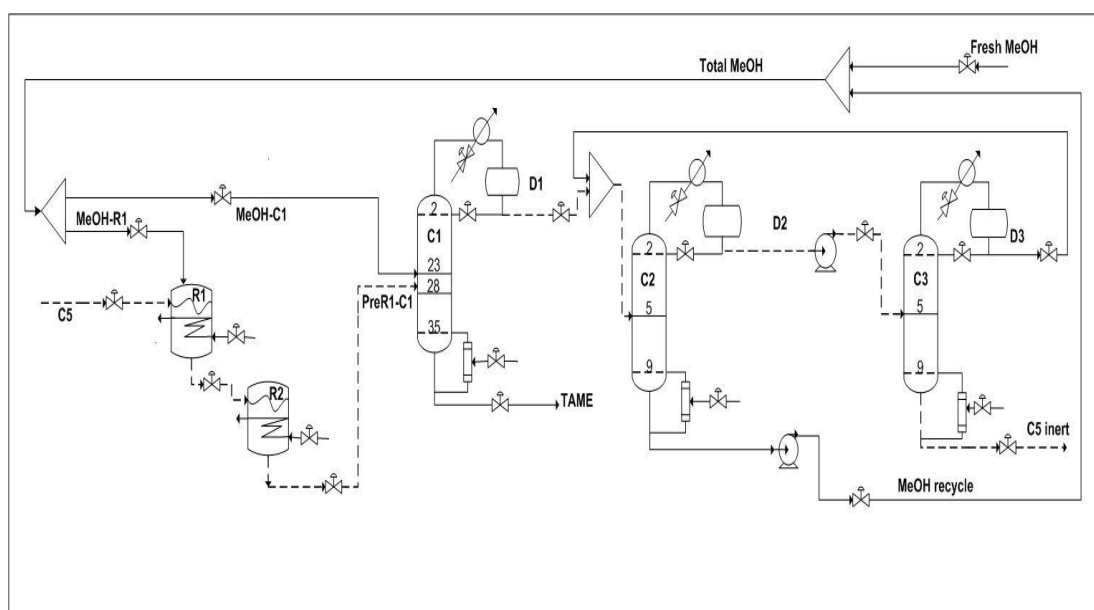 Fresh MeOH
Total MeOH
D1
2
C1
MeOH-C1
MeOH-R1
23
28
PreR1-C1
35
R1
C5
R2
TAME
D2
2
C2
5
9
D3
2
C3
5
9
C5 inert
MeOH recycle